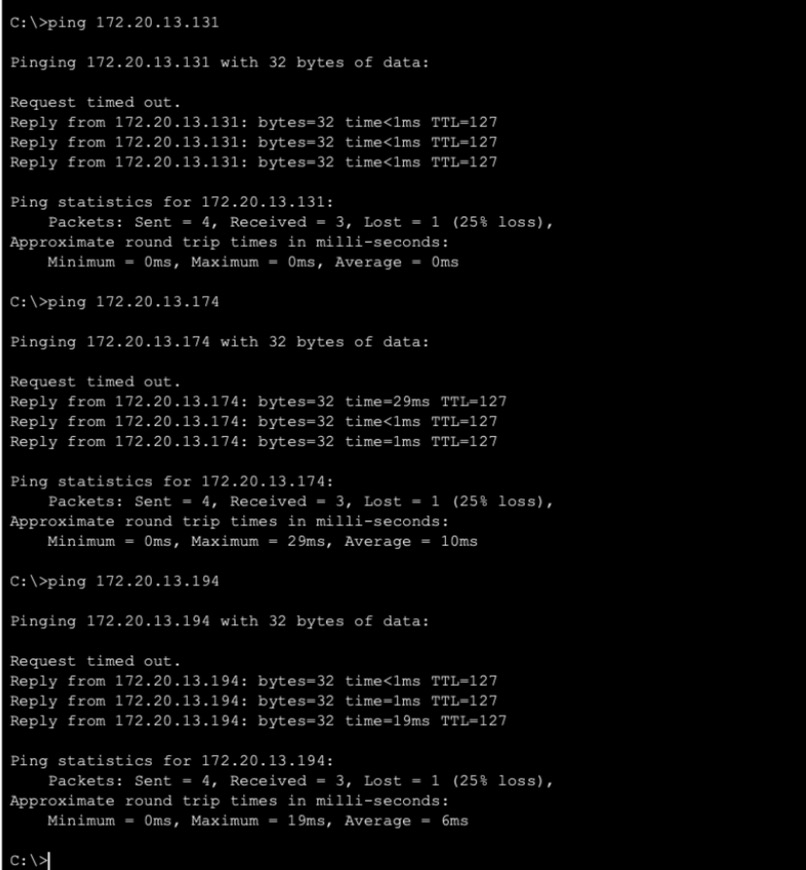 C:\>ping 172.20.13.131
Pinging 172.20.13.131 with 32 bytes of data:
Request timed out.
Reply from 172.20.13.131: bytes=32 time<1ms TTL=127
Reply from 172.20.13.131: bytes=32 time<1ms TTL=127
Reply from 172.20.13.131: bytes=32 time<1ms TTL=127
Ping statistics for 172.20.13.131:
    Packets: Sent = 4, Received = 3, Lost = 1 (25% loss),
Approximate round trip times in milli-seconds:
    Minimum = 0ms, Maximum = 0ms, Average = 0ms
C:\>ping 172.20.13.174
Pinging 172.20.13.174 with 32 bytes of data:
Request timed out.
Reply from 172.20.13.174: bytes=32 time=29ms TTL=127
Reply from 172.20.13.174: bytes=32 time<1ms TTL=127
Reply from 172.20.13.174: bytes=32 time=1ms TTL=127
Ping statistics for 172.20.13.174:
    Packets: Sent = 4, Received = 3, Lost = 1 (25% loss),
Approximate round trip times in milli-seconds:
    Minimum = 0ms, Maximum = 29ms, Average = 10ms
C:\>ping 172.20.13.194
Pinging 172.20.13.194 with 32 bytes of data:
Request timed out.
Reply from 172.20.13.194: bytes=32 time<1ms TTL=127
Reply from 172.20.13.194: bytes=32 time=1ms TTL=127
Reply from 172.20.13.194: bytes=32 time=19ms TTL=127
Ping statistics for 172.20.13.194:
    Packets: Sent = 4, Received = 3, Lost = 1 (25% loss),
Approximate round trip times in milli-seconds:
    Minimum = 0ms, Maximum = 19ms, Average = 6ms
C:\>